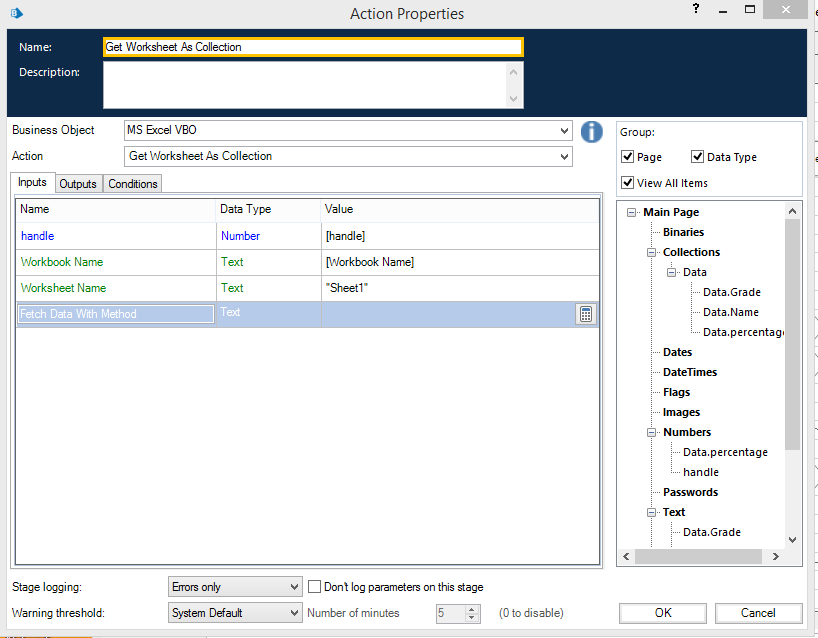 Action Properties
?
Name:
Get Worksheet As Collection
Description:
Business Object
MS Excel VBO
Action
Get Worksheet As Collection
Group:
Page
Data Type
View All Items
Inputs
Outputs
Conditions
Name Data Type Value
handle Number [handle]
Workbook Name Text [Workbook Name]
Worksheet Name Text "Sheet1"
Fetch Data With Method Text
Main Page
Binaries
Collections
Data
Data.Grade
Data.Name
Data.percentage
Dates
DateTimes
Flags
Images
Numbers
Data.percentage
handle
Passwords
Text
Data.Grade
Stage logging:
Errors only
Don't log parameters on this stage
Warning threshold:
System Default
Number of minutes
5
(0 to disable)
OK
Cancel